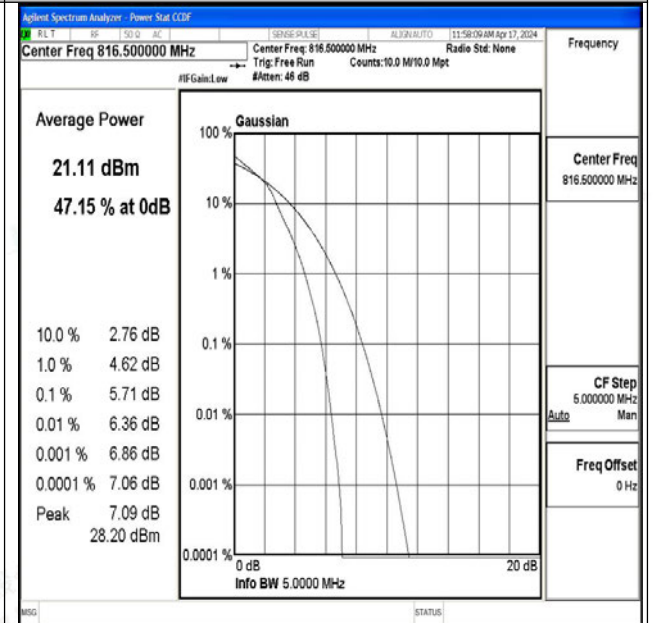 Agilent Spectrum Analyzer - Power Stat CCDF
RL T RF 50 Ω AC SENSE:PULSE ALIGN AUTO 11:58:09 AM Apr 17, 2024
Center Freq 816.500000 MHz
Center Freq: 816.500000 MHz Radio Std: None
Trig: Free Run Counts:10.0 M/10.0 Mpt
#IFGain:Low #Atten: 46 dB
Frequency
Average Power
21.11 dBm
47.15 % at 0dB
10.0 % 2.76 dB
1.0 % 4.62 dB
0.1 % 5.71 dB
0.01 % 6.36 dB
0.001 % 6.86 dB
0.0001 % 7.06 dB
Peak 7.09 dB
28.20 dBm
Gaussian
100 %
10 %
1 %
0.1 %
0.01 %
0.001 %
0.0001 %
0 dB 20 dB
Info BW 5.0000 MHz
Center Freq
816.500000 MHz
CF Step
5.000000 MHz
Auto Man
Freq Offset
0 Hz
MSG STATUS